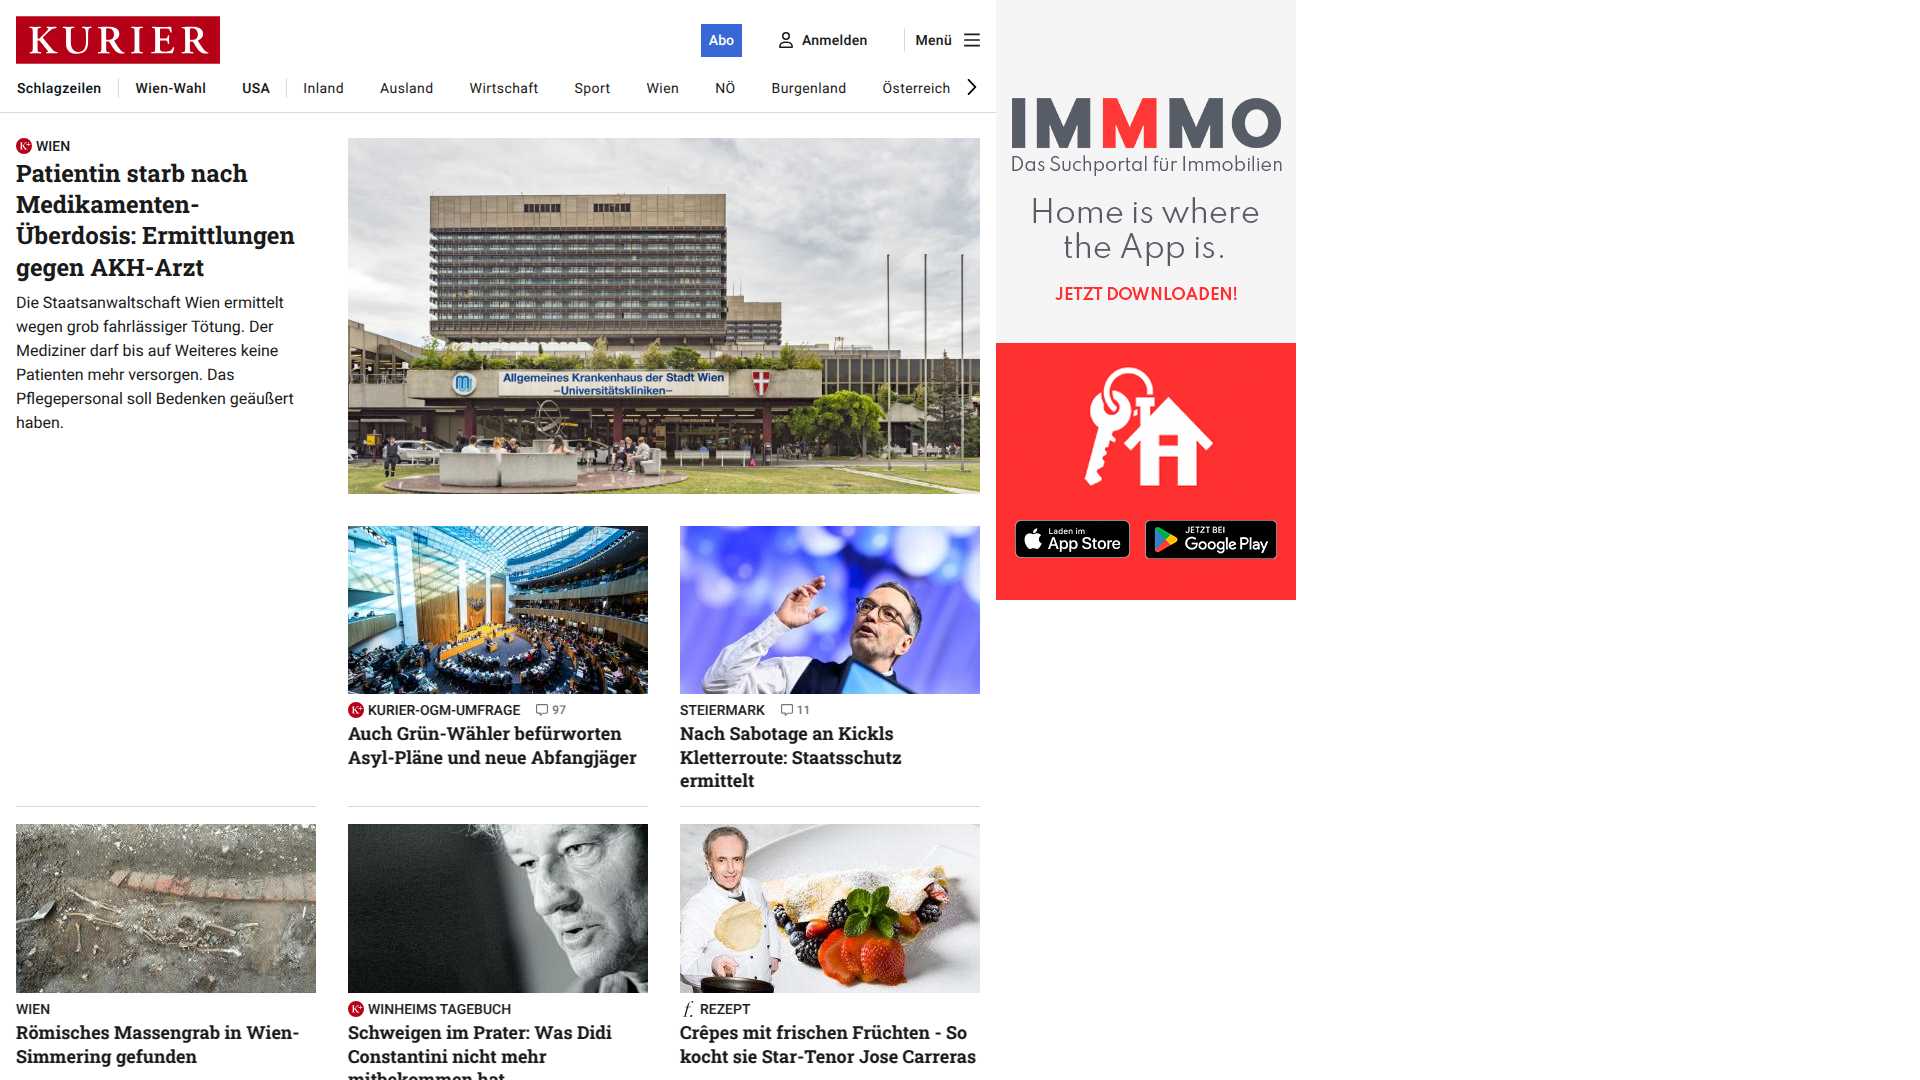 KURIER
Abo
Anmelden
Menü
Schlagzeilen
Wien-Wahl
USA
Inland
Ausland
Wirtschaft
Sport
Wien
NÖ
Burgenland
Österreich
WIEN
Patientin starb nach
Medikamenten-
Überdosis: Ermittlungen
gegen AKH-Arzt
Die Staatsanwaltschaft Wien ermittelt
wegen grob fahrlässiger Tötung. Der
Mediziner darf bis auf Weiteres keine
Patienten mehr versorgen. Das
Pflegepersonal soll Bedenken geäußert
haben.
Allgemeines Krankenhaus der Stadt Wien
–Universitätskliniken–
KURIER-OGM-UMFRAGE 97
Auch Grün-Wähler befürworten
Asyl-Pläne und neue Abfangjäger
STEIERMARK 11
Nach Sabotage an Kickls
Kletterroute: Staatsschutz
ermittelt
WIEN
Römisches Massengrab in Wien-
Simmering gefunden
WINHEIMS TAGEBUCH
Schweigen im Prater: Was Didi
Constantini nicht mehr
mitbekommen hat
f. REZEPT
Crêpes mit frischen Früchten - So
kocht sie Star-Tenor Jose Carreras
IMMMO
Das Suchportal für Immobilien
Home is where
the App is.
JETZT DOWNLOADEN!
Laden im
App Store
JETZT BEI
Google Play